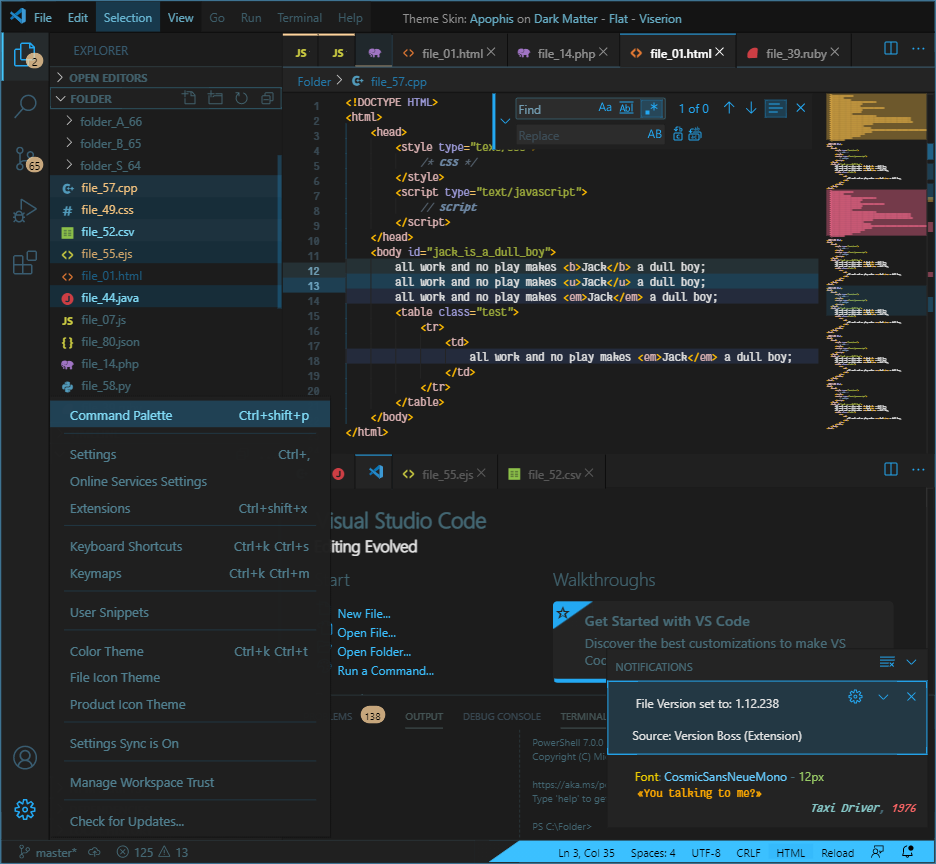 File Edit Selection View Go Run Terminal Help Theme Skin: Apophis on Dark Matter - Flat - Viserion
2
EXPLORER
JS JS file_01.html file_14.php file_01.html file_39.ruby
OPEN EDITORS
FOLDER
Folder > file_57.cpp
folder_A_66
folder_B_65
folder_S_64
65
file_57.cpp
# file_49.css
file_52.csv
file_55.ejs
file_01.html
J file_44.java
JS file_07.js
{} file_80.json
file_14.php
file_58.py
1 <!DOCTYPE HTML>
2 <html>
3 <head>
4 <style type="text/css">
5 /* css */
6 </style>
7 <script type="text/javascript">
8 // script
9 </script>
10 </head>
11 <body id="jack_is_a_dull_boy">
12 all work and no play makes <b>Jack</b> a dull boy;
13 all work and no play makes <u>Jack</u> a dull boy;
14 all work and no play makes <em>Jack</em> a dull boy;
15 <table class="test">
16 <tr>
17 <td>
18 all work and no play makes <em>Jack</em> a dull boy;
19 </td>
20 </tr>
</table>
</body>
</html>
Find Aa Abl .* 1 of 0
Replace AB
Command Palette Ctrl+shift+p
Settings Ctrl+,
Online Services Settings
Extensions Ctrl+shift+x
Keyboard Shortcuts Ctrl+k Ctrl+s
Keymaps Ctrl+k Ctrl+m
User Snippets
Color Theme Ctrl+k Ctrl+t
File Icon Theme
Product Icon Theme
Settings Sync is On
Manage Workspace Trust
Check for Updates...
J file_55.ejs file_52.csv
isual Studio Code
iting Evolved
art
New File...
Open File...
Open Folder...
Run a Command...
Walkthroughs
Get Started with VS Code
Discover the best customizations to make VS
NOTIFICATIONS
File Version set to: 1.12.238
Source: Version Boss (Extension)
LEMS 138 OUTPUT DEBUG CONSOLE TERMINAL
PowerShell 7.0.0
Copyright (C) Mi
https://aka.ms/p
Type 'help' to ge
PS C:\Folder>
Font: CosmicSansNeueMono - 12px
«You talking to me?»
Taxi Driver, 1976
master* 125 13 Ln 3, Col 35 Spaces: 4 UTF-8 CRLF HTML Reload